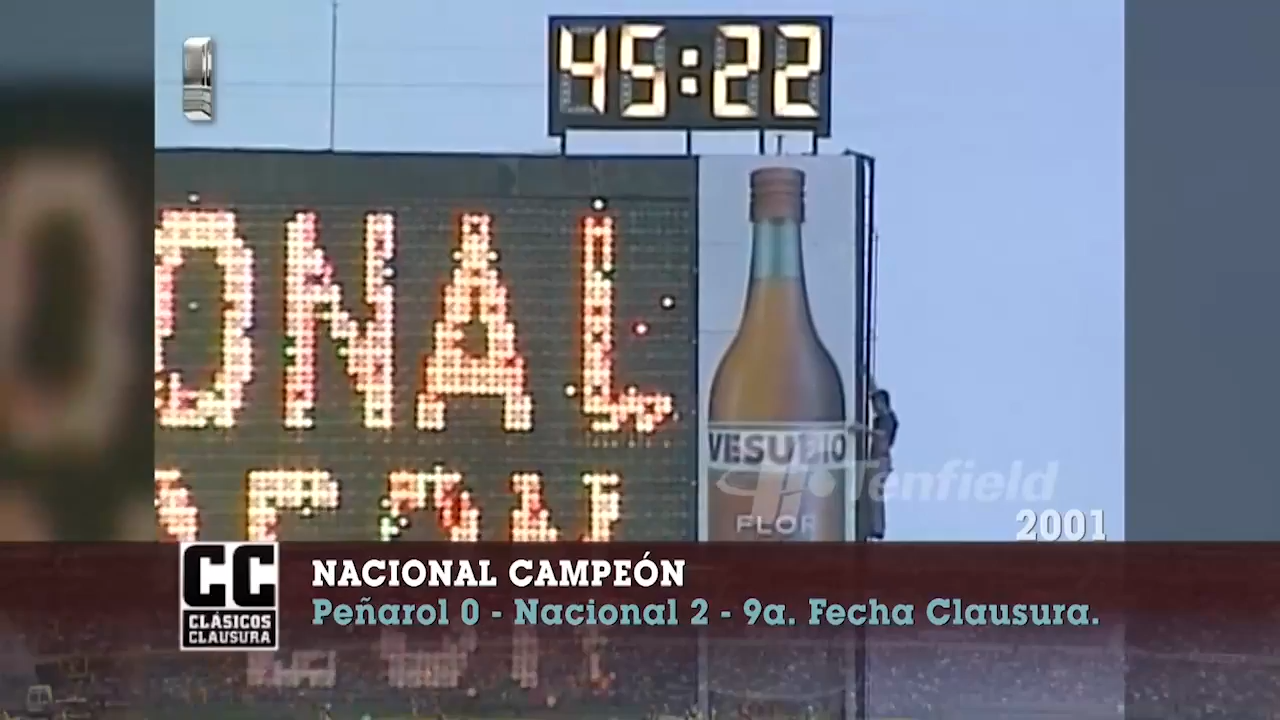 45:22
ONAL
VESUBIO
FLOR
Tenfield
2001
CC
CLÁSICOS
CLAUSURA
NACIONAL CAMPEÓN
Peñarol 0 - Nacional 2 - 9a. Fecha Clausura.